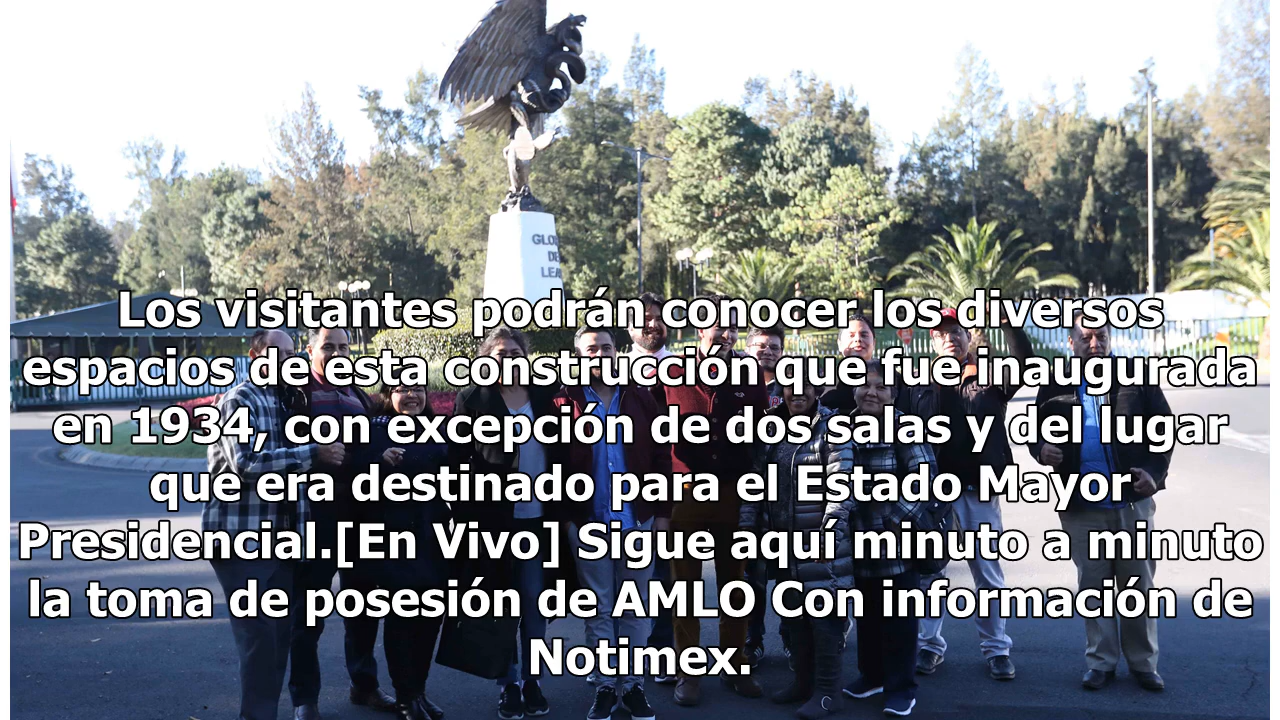 Los visitantes podrán conocer los diversos
espacios de esta construcción que fue inaugurada
en 1934, con excepción de dos salas y del lugar
que era destinado para el Estado Mayor
Presidencial.[En Vivo] Sigue aquí minuto a minuto
la toma de posesión de AMLO Con información de
Notimex.